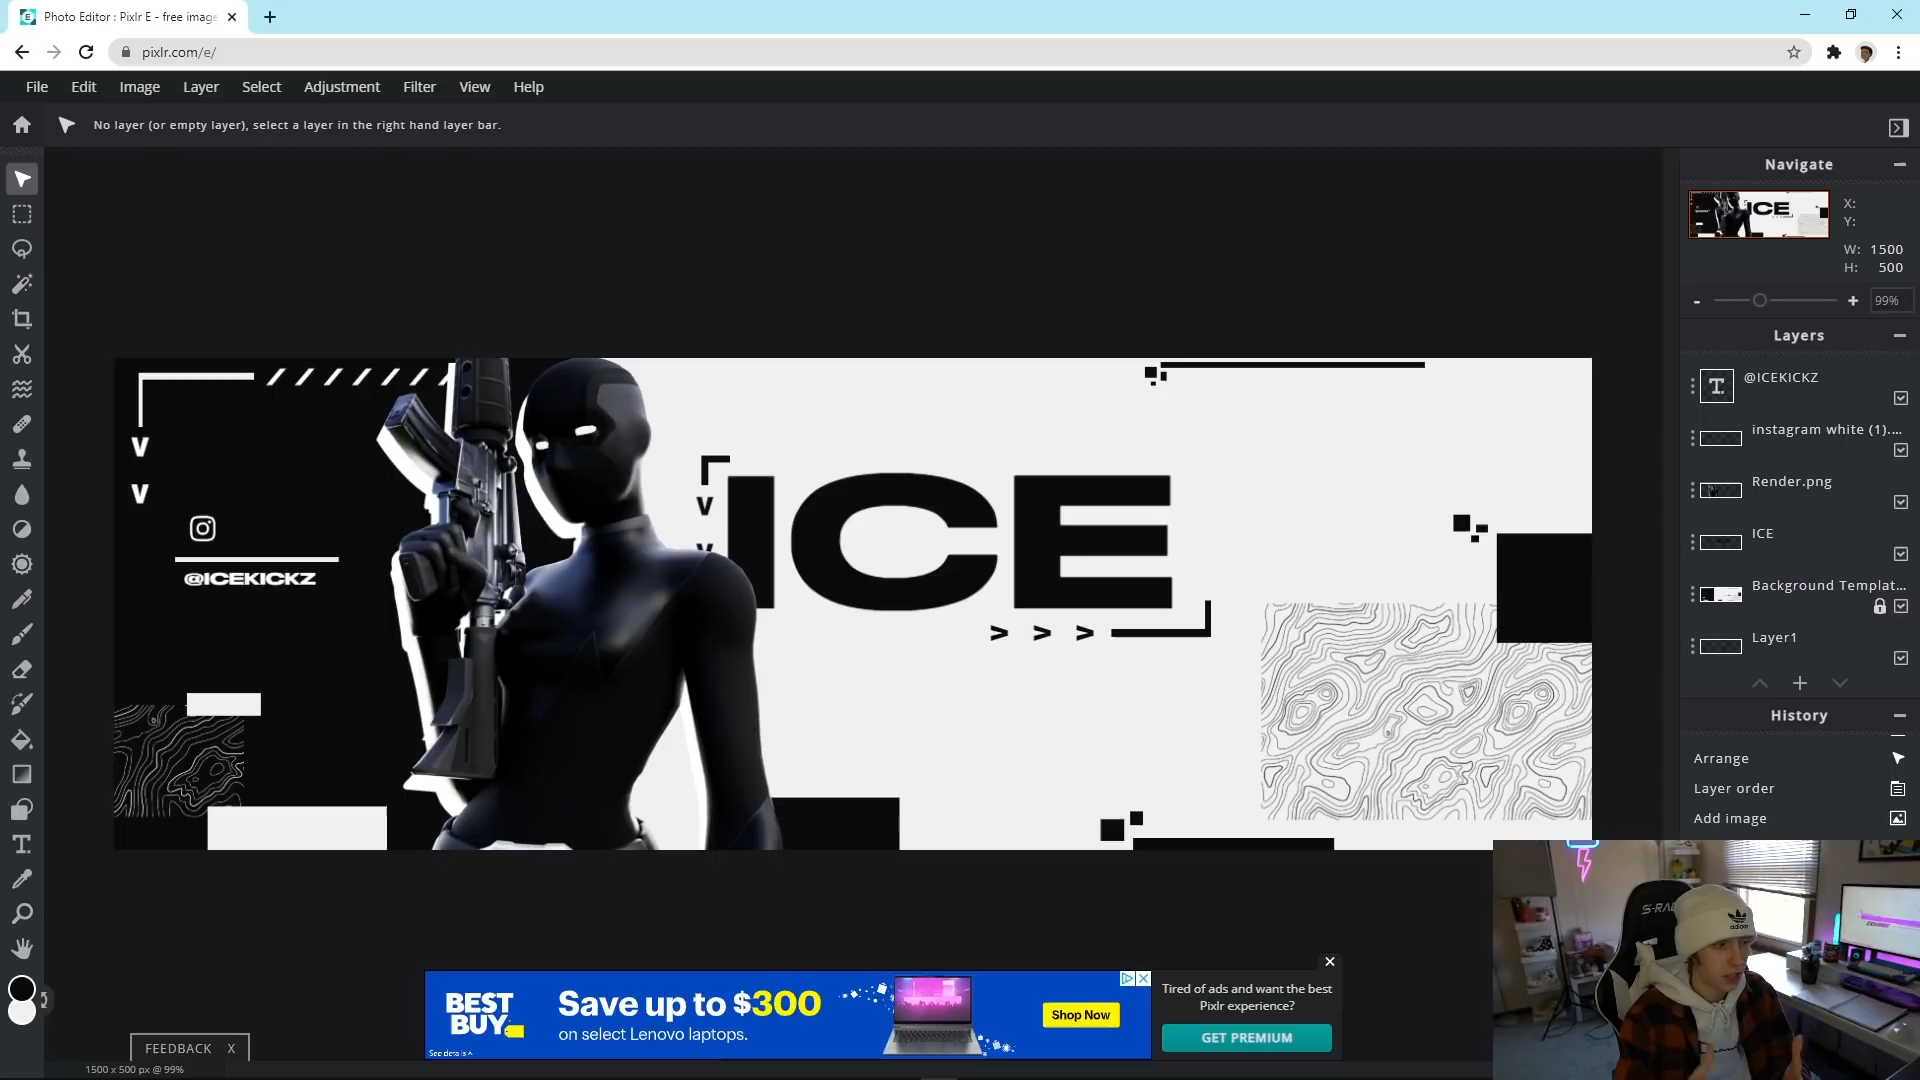 Photo Editor : Pixlr E - free image
pixlr.com/e/
File Edit Image Layer Select Adjustment Filter View Help
No layer (or empty layer), select a layer in the right hand layer bar.
Navigate
X:
Y:
W: 1500
H: 500
- + 99%
Layers
@ICEKICKZ
instagram white (1)....
Render.png
ICE
Background Templat...
Layer1
History
Arrange
Layer order
Add image
V
V
@ICEKICKZ
V
V
ICE
> > >
BEST BUY
Save up to $300
on select Lenovo laptops.
See details
Shop Now
Tired of ads and want the best
Pixlr experience?
GET PREMIUM
FEEDBACK X
1500 x 500 px @ 99%
adidas